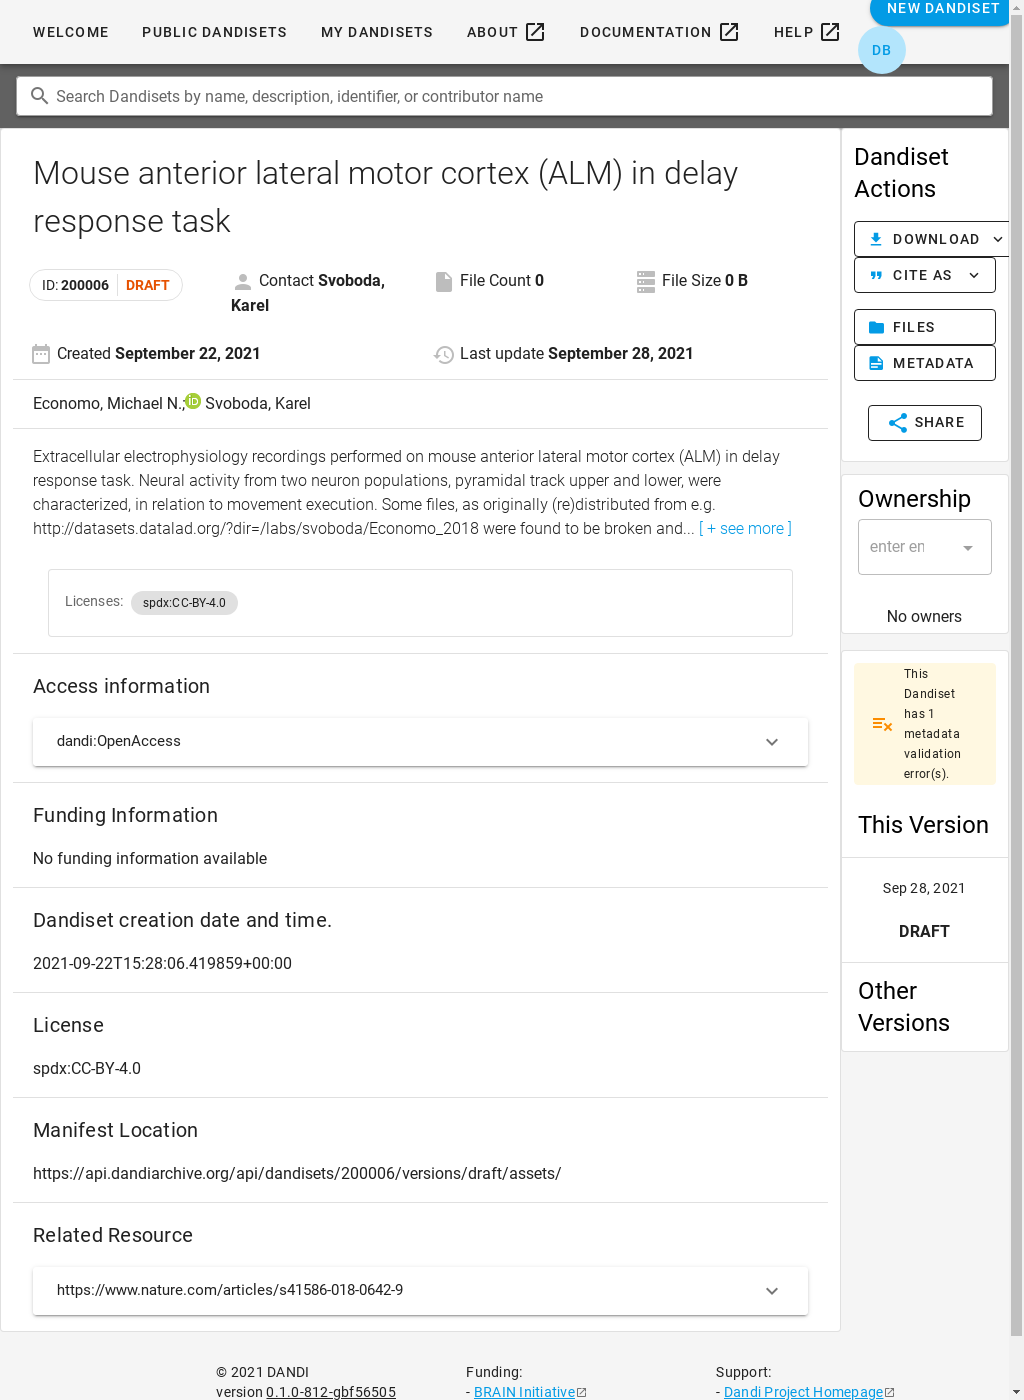 WELCOME PUBLIC DANDISETS MY DANDISETS ABOUT DOCUMENTATION HELP NEW DANDISET
DB
Search Dandisets by name, description, identifier, or contributor name
Mouse anterior lateral motor cortex (ALM) in delay
response task
ID: 200006 DRAFT
Contact Svoboda,
Karel
File Count 0
File Size 0 B
Created September 22, 2021
Last update September 28, 2021
Economo, Michael N.; Svoboda, Karel
Extracellular electrophysiology recordings performed on mouse anterior lateral motor cortex (ALM) in delay
response task. Neural activity from two neuron populations, pyramidal track upper and lower, were
characterized, in relation to movement execution. Some files, as originally (re)distributed from e.g.
http://datasets.datalad.org/?dir=/labs/svoboda/Economo_2018 were found to be broken and... [ + see more ]
Licenses: spdx:CC-BY-4.0
Access information
dandi:OpenAccess
Funding Information
No funding information available
Dandiset creation date and time.
2021-09-22T15:28:06.419859+00:00
License
spdx:CC-BY-4.0
Manifest Location
https://api.dandiarchive.org/api/dandisets/200006/versions/draft/assets/
Related Resource
https://www.nature.com/articles/s41586-018-0642-9
Dandiset
Actions
DOWNLOAD
CITE AS
FILES
METADATA
SHARE
Ownership
enter en
No owners
This
Dandiset
has 1
metadata
validation
error(s).
This Version
Sep 28, 2021
DRAFT
Other
Versions
© 2021 DANDI
version 0.1.0-812-gbf56505
Funding:
- BRAIN Initiative
Support:
- Dandi Project Homepage